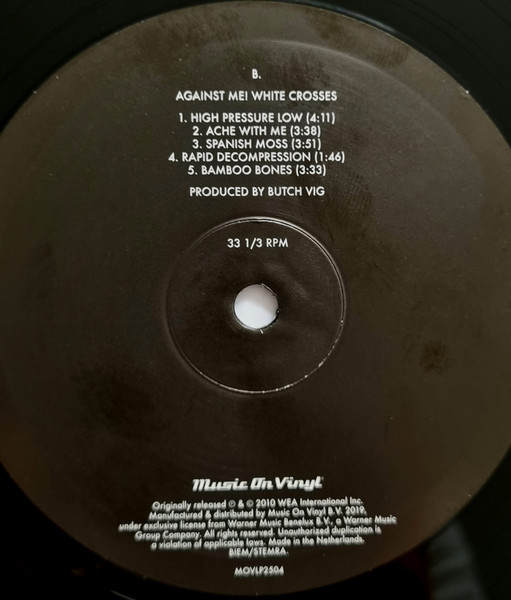 B.
AGAINST ME! WHITE CROSSES
1. HIGH PRESSURE LOW (4:11)
2. ACHE WITH ME (3:38)
3. SPANISH MOSS (3:51)
4. RAPID DECOMPRESSION (1:46)
5. BAMBOO BONES (3:33)
PRODUCED BY BUTCH VIG
33 1/3 RPM
Music On Vinyl
Originally released ℗ & © 2010 WEA International Inc.
Manufactured & distributed by Music On Vinyl B.V. 2019,
under exclusive license from Warner Music Benelux B.V., a Warner Music
Group Company. All rights reserved. Unauthorized duplication is
a violation of applicable laws. Made in the Netherlands.
BIEM/STEMRA.
MOVLP2504